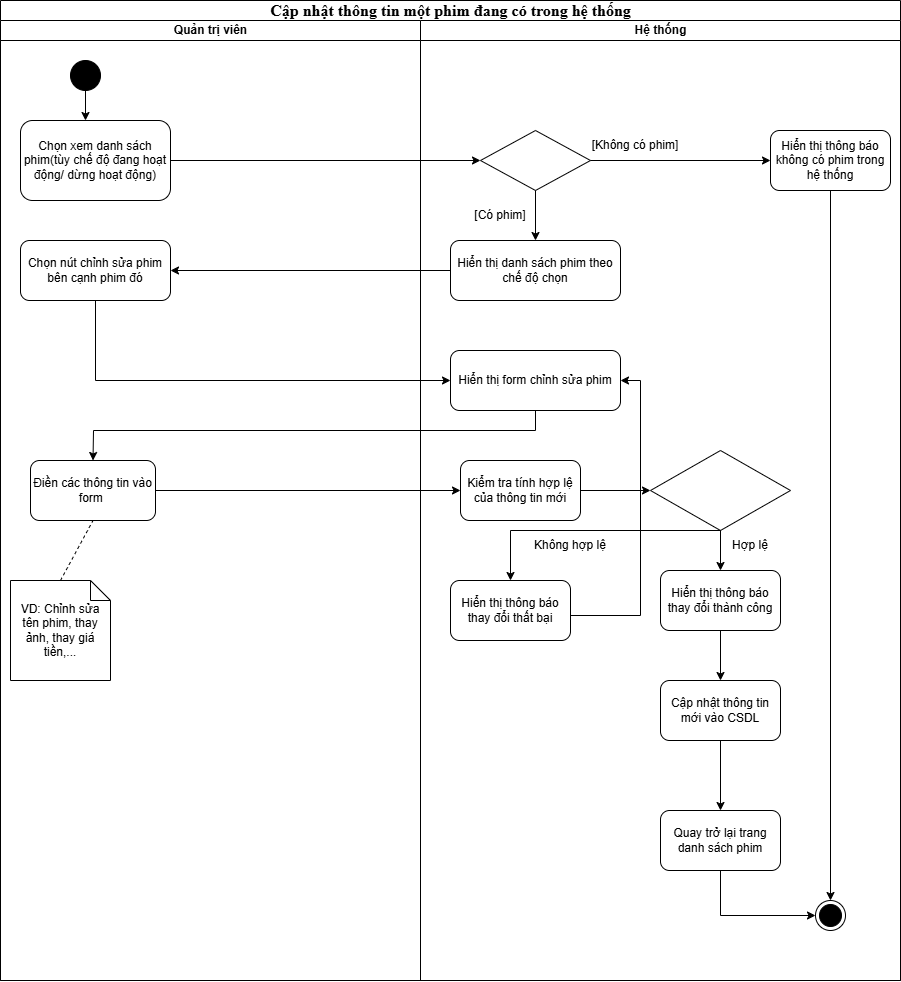 Cập nhật thông tin một phim đang có trong hệ thống
Quản trị viên
Hệ thống
Chọn xem danh sách
phim(tùy chế độ đang hoạt
động/ dừng hoạt động)
[Không có phim]
Hiển thị thông báo
không có phim trong
hệ thống
[Có phim]
Chọn nút chỉnh sửa phim
bên cạnh phim đó
Hiển thị danh sách phim theo
chế độ chọn
Hiển thị form chỉnh sửa phim
Điền các thông tin vào
form
Kiểm tra tính hợp lệ
của thông tin mới
Không hợp lệ
Hợp lệ
VD: Chỉnh sửa
tên phim, thay
ảnh, thay giá
tiền,...
Hiển thị thông báo
thay đổi thất bại
Hiển thị thông báo
thay đổi thành công
Cập nhật thông tin
mới vào CSDL
Quay trở lại trang
danh sách phim